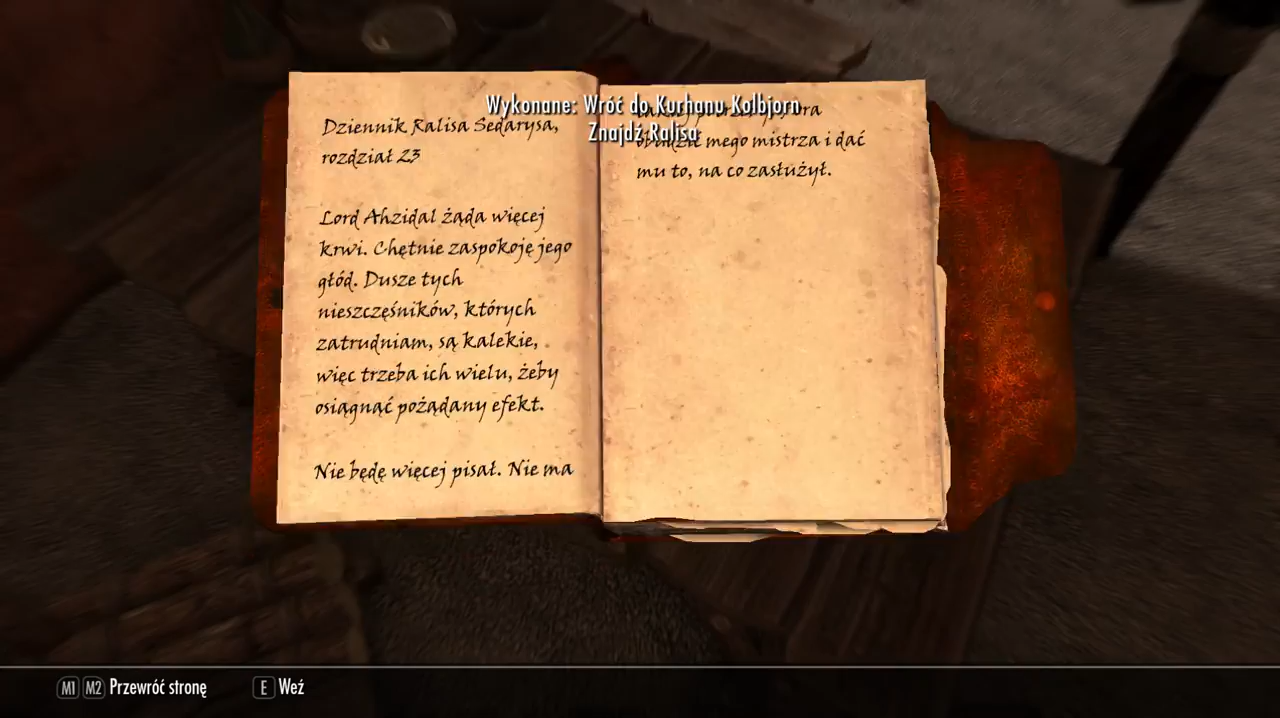 Wykonane: Wróć do Kurhanu Kolbjorn
Znajdź Ralisa
Dziennik Ralisa Sedarysa,
rozdział 23
Lord Ahzidal żąda więcej
krwi. Chętnie zaspokoję jego
głód. Dusze tych
nieszczęśników, których
zatrudniam, są kalekie,
więc trzeba ich wielu, żeby
osiągnąć pożądany efekt.
Nie będę więcej pisał. Nie ma
mego mistrza i dać
mu to, na co zasłużył.
M1 M2 Przewróć stronę
E Weź